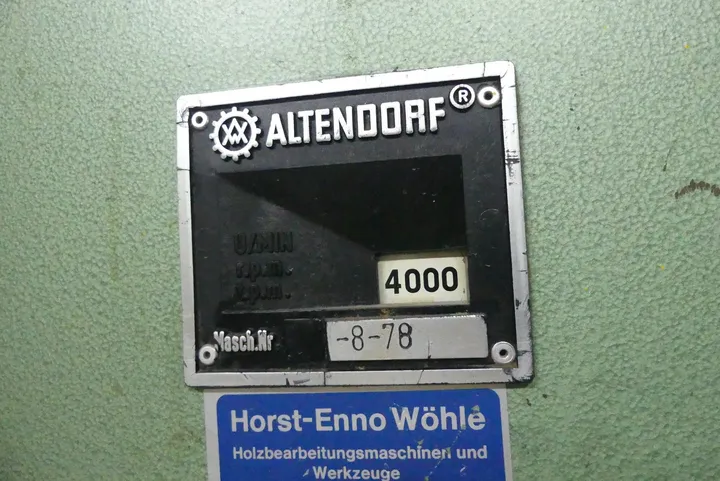 ALTENDORF®
U/MIN
r.p.m.
4000
Masch.Nr -8-78
Horst-Enno Wöhle
Holzbearbeitungsmaschinen und
Werkzeuge